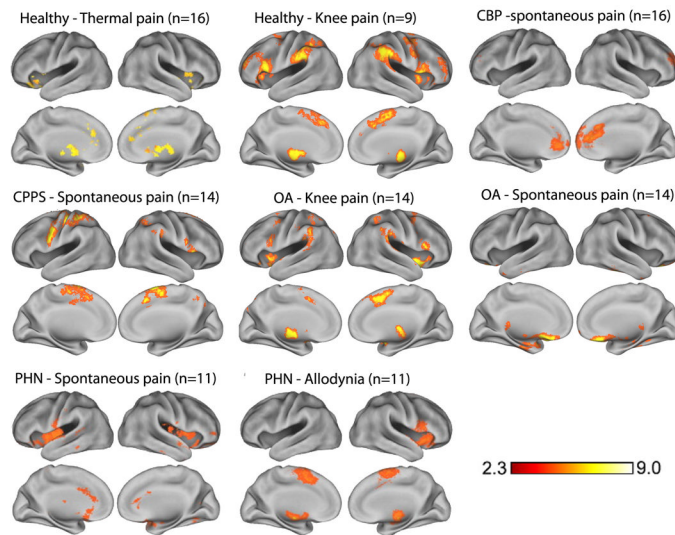 Healthy - Thermal pain (n=16)
Healthy - Knee pain (n=9)
CBP -spontaneous pain (n=16)
CPPS - Spontaneous pain (n=14)
OA - Knee pain (n=14)
OA - Spontaneous pain (n=14)
PHN - Spontaneous pain (n=11)
PHN - Allodynia (n=11)
2.3 9.0